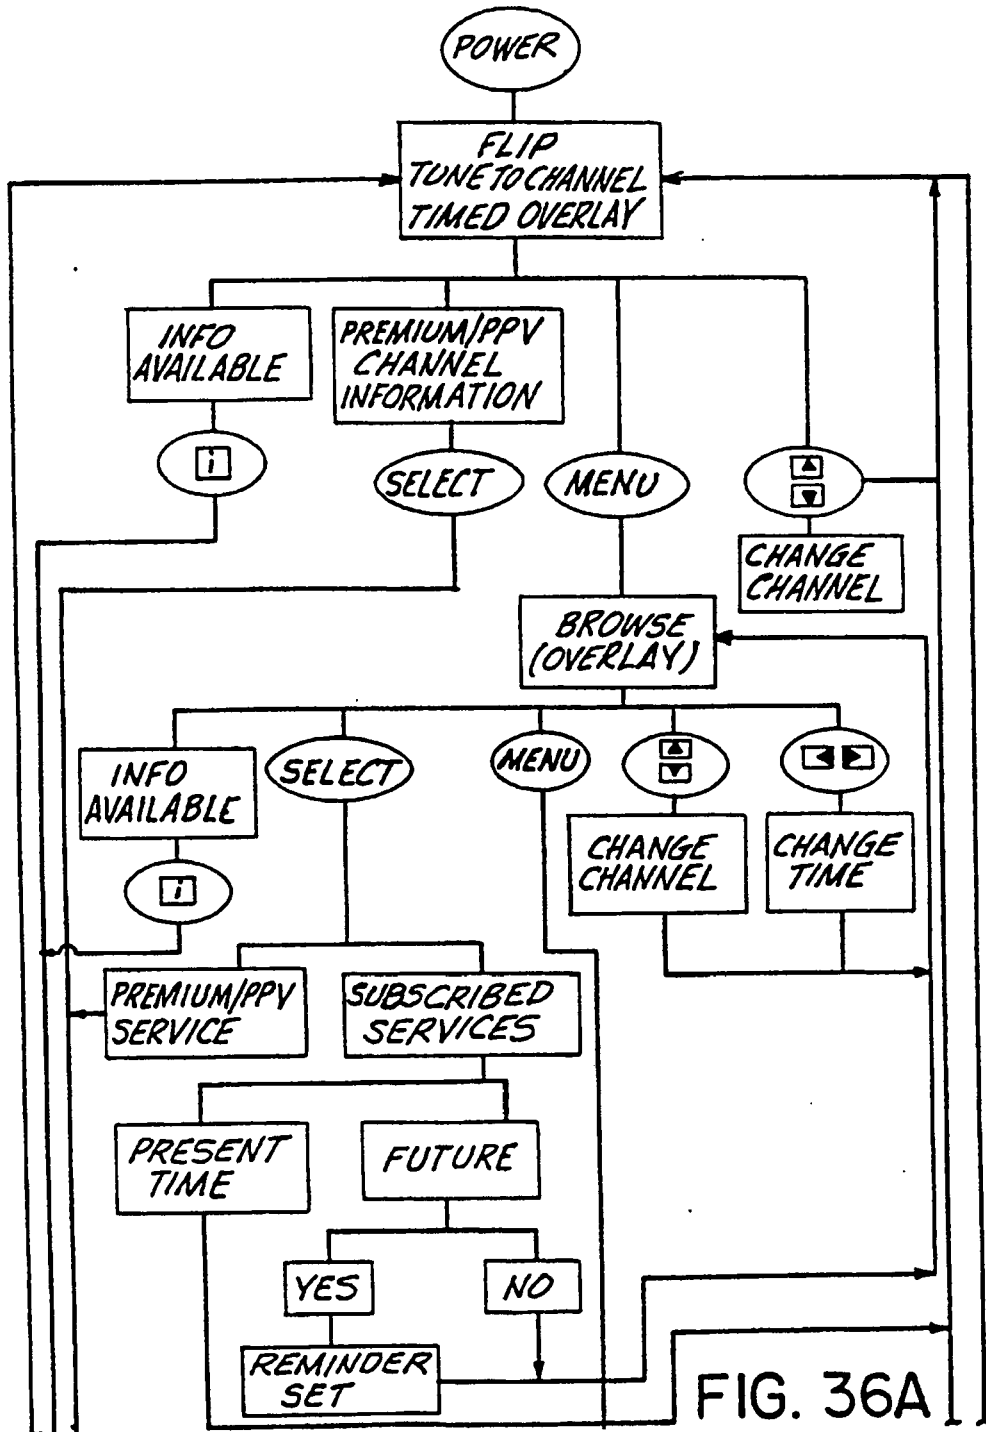 POWER
FLIP
TUNE TO CHANNEL
TIMED OVERLAY
INFO
AVAILABLE
PREMIUM/PPV
CHANNEL
INFORMATION
i
SELECT
MENU
▲
▼
CHANGE
CHANNEL
BROWSE
(OVERLAY)
INFO
AVAILABLE
SELECT
MENU
▲
▼
◀ ▶
CHANGE
CHANNEL
CHANGE
TIME
i
PREMIUM/PPV
SERVICE
SUBSCRIBED
SERVICES
PRESENT
TIME
FUTURE
YES
NO
REMINDER
SET
FIG. 36A